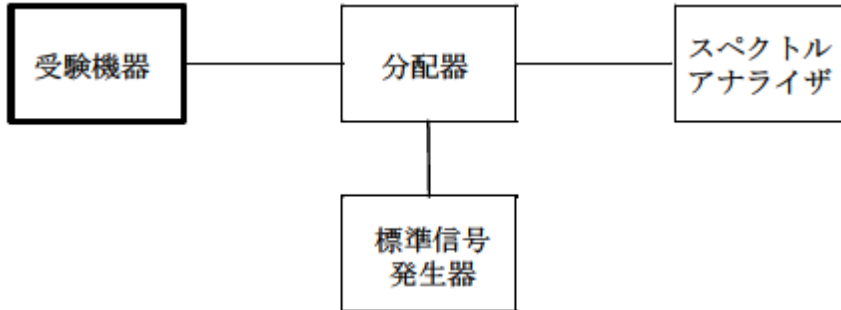 受験機器
分配器
スペクトル
アナライザ
標準信号
発生器